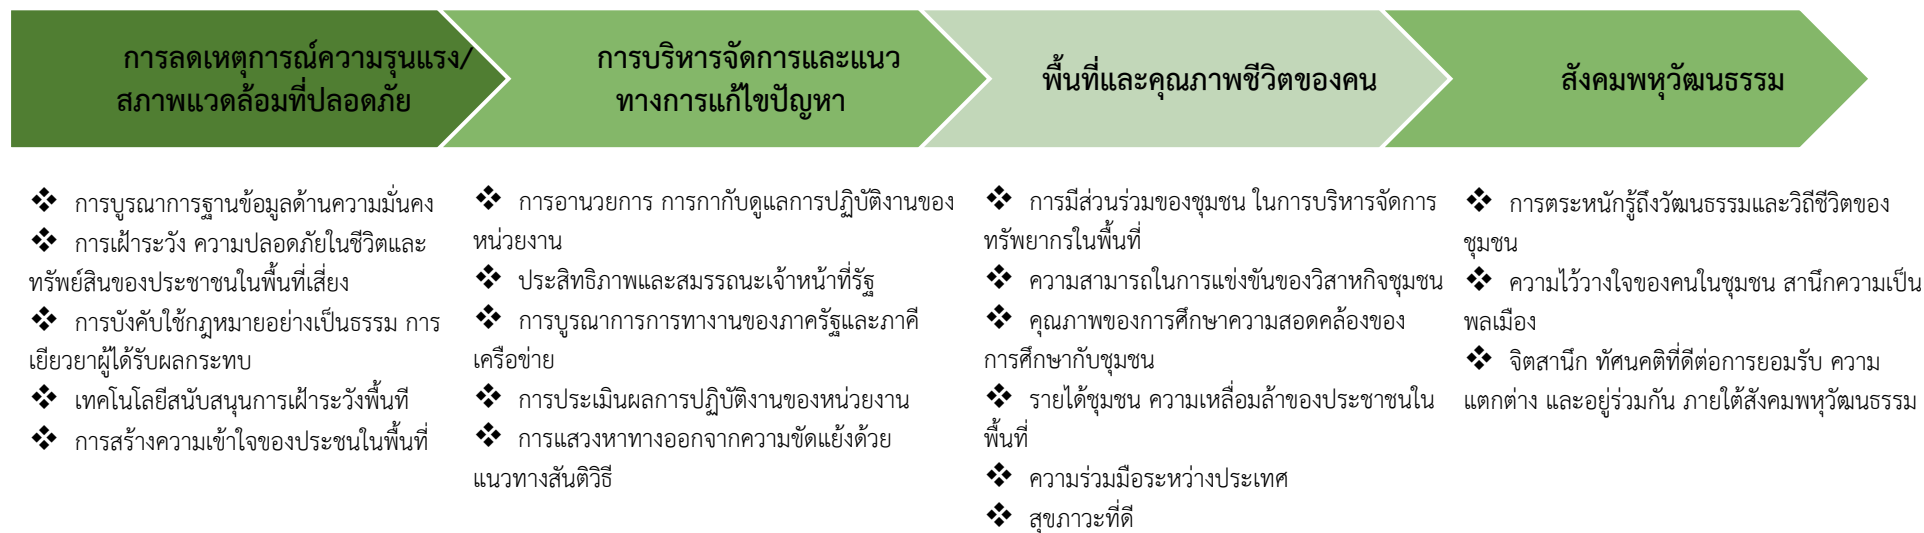 การลดเหตุการณ์ความรุนแรง/
สภาพแวดล้อมที่ปลอดภัย
การบริหารจัดการและแนว
ทางการแก้ไขปัญหา
พื้นที่และคุณภาพชีวิตของคน
สังคมพหุวัฒนธรรม
❖ การบูรณาการฐานข้อมูลด้านความมั่นคง
❖ การเฝ้าระวัง ความปลอดภัยในชีวิตและ
ทรัพย์สินของประชาชนในพื้นที่เสี่ยง
❖ การบังคับใช้กฎหมายอย่างเป็นธรรม การ
เยียวยาผู้ได้รับผลกระทบ
❖ เทคโนโลยีสนับสนุนการเฝ้าระวังพื้นที่
❖ การสร้างความเข้าใจของประชนในพื้นที่
❖ การอานวยการ การกากับดูแลการปฏิบัติงานของ
หน่วยงาน
❖ ประสิทธิภาพและสมรรถนะเจ้าหน้าที่รัฐ
❖ การบูรณาการการทางานของภาครัฐและภาคี
เครือข่าย
❖ การประเมินผลการปฏิบัติงานของหน่วยงาน
❖ การแสวงหาทางออกจากความขัดแย้งด้วย
แนวทางสันติวิธี
❖ การมีส่วนร่วมของชุมชน ในการบริหารจัดการ
ทรัพยากรในพื้นที่
❖ ความสามารถในการแข่งขันของวิสาหกิจชุมชน
❖ คุณภาพของการศึกษาความสอดคล้องของ
การศึกษากับชุมชน
❖ รายได้ชุมชน ความเหลื่อมล้าของประชาชนใน
พื้นที่
❖ ความร่วมมือระหว่างประเทศ
❖ สุขภาวะที่ดี
❖ การตระหนักรู้ถึงวัฒนธรรมและวิถีชีวิตของ
ชุมชน
❖ ความไว้วางใจของคนในชุมชน สานึกความเป็น
พลเมือง
❖ จิตสานึก ทัศนคติที่ดีต่อการยอมรับ ความ
แตกต่าง และอยู่ร่วมกัน ภายใต้สังคมพหุวัฒนธรรม